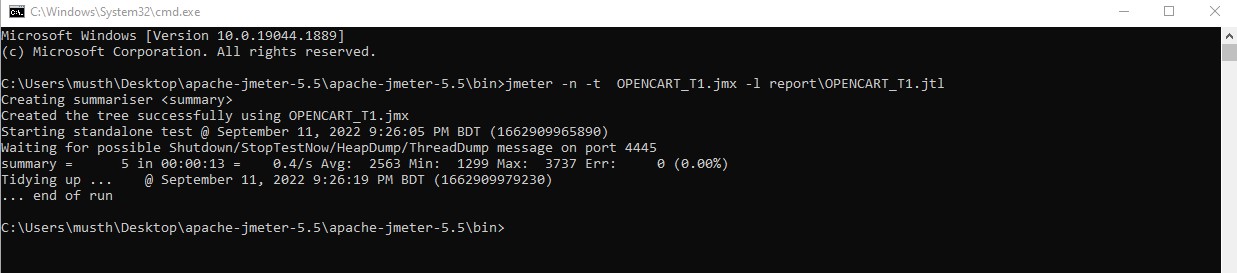 C:\Windows\System32\cmd.exe
Microsoft Windows [Version 10.0.19044.1889]
(c) Microsoft Corporation. All rights reserved.
C:\Users\musth\Desktop\apache-jmeter-5.5\apache-jmeter-5.5\bin>jmeter -n -t  OPENCART_T1.jmx -l report\OPENCART_T1.jtl
Creating summariser <summary>
Created the tree successfully using OPENCART_T1.jmx
Starting standalone test @ September 11, 2022 9:26:05 PM BDT (1662909965890)
Waiting for possible Shutdown/StopTestNow/HeapDump/ThreadDump message on port 4445
summary =      5 in 00:00:13 =    0.4/s Avg:  2563 Min:  1299 Max:  3737 Err:     0 (0.00%)
Tidying up ...    @ September 11, 2022 9:26:19 PM BDT (1662909979230)
... end of run
C:\Users\musth\Desktop\apache-jmeter-5.5\apache-jmeter-5.5\bin>